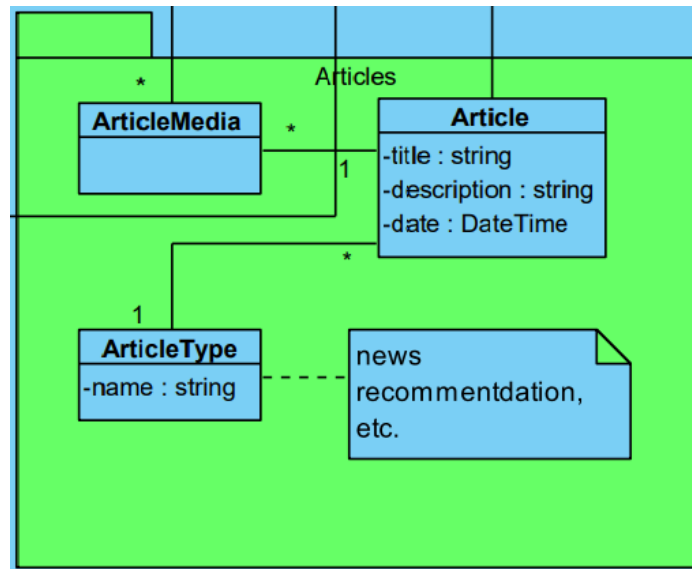 Articles
*
ArticleMedia
*
1
Article
-title : string
-description : string
-date : DateTime
*
1
ArticleType
-name : string
news
recommentdation,
etc.